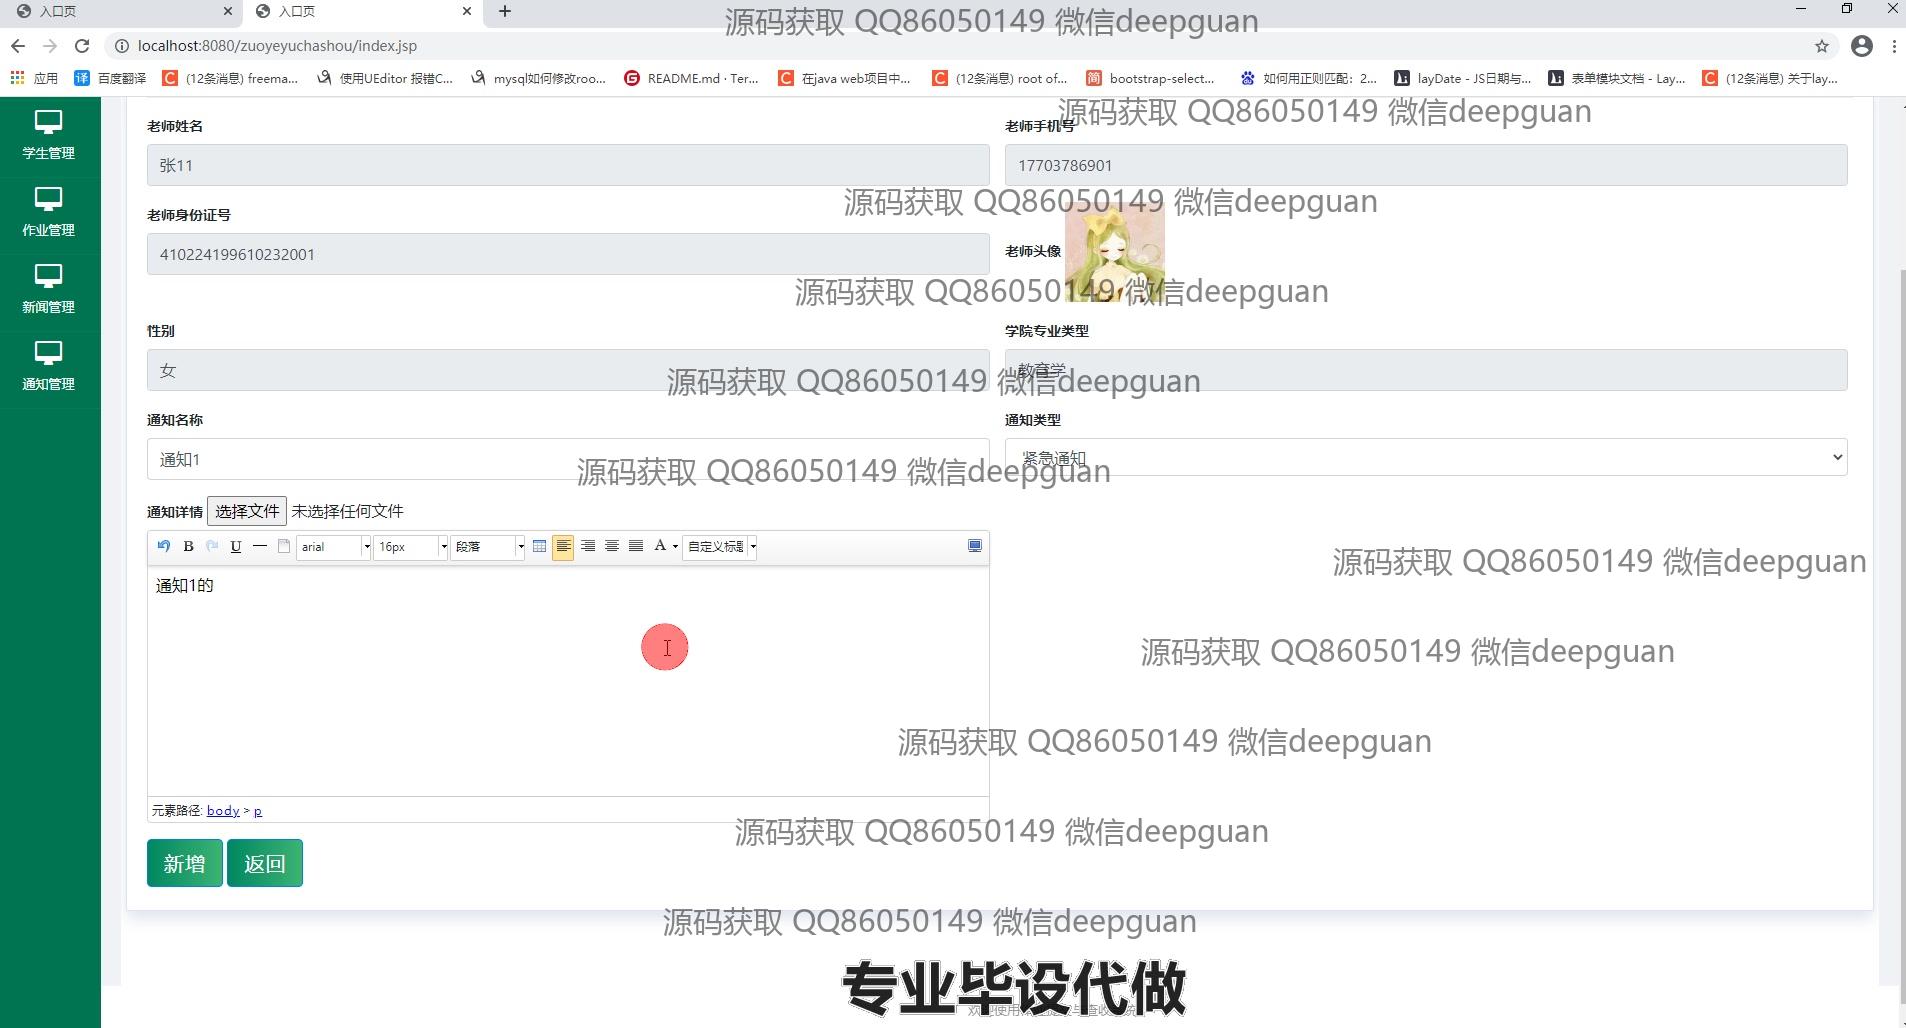 入口页
入口页
源码获取 QQ86050149 微信deepguan
localhost:8080/zuoyeyuchashou/index.jsp
应用 百度翻译 (12条消息) freema... 使用UEditor 报错C... mysql如何修改roo... README.md · Ter... 在java web项目中... (12条消息) root of... bootstrap-select... 如何用正则匹配：2... layDate - JS日期与... 表单模块文档 - Lay... (12条消息) 关于lay...
学生管理
作业管理
新闻管理
通知管理
源码获取 QQ86050149 微信deepguan
老师姓名 老师手机号
张11 17703786901
源码获取 QQ86050149 微信deepguan
老师身份证号
410224199610232001 老师头像
源码获取 QQ86050149 微信deepguan
性别 学院专业类型
女 教育学
源码获取 QQ86050149 微信deepguan
通知名称 通知类型
通知1 紧急通知
源码获取 QQ86050149 微信deepguan
通知详情 选择文件 未选择任何文件
B U arial 16px 段落 A 自定义标题
源码获取 QQ86050149 微信deepguan
通知1的
源码获取 QQ86050149 微信deepguan
源码获取 QQ86050149 微信deepguan
元素路径: body > p
源码获取 QQ86050149 微信deepguan
新增 返回
源码获取 QQ86050149 微信deepguan
专业毕设代做
欢迎使用